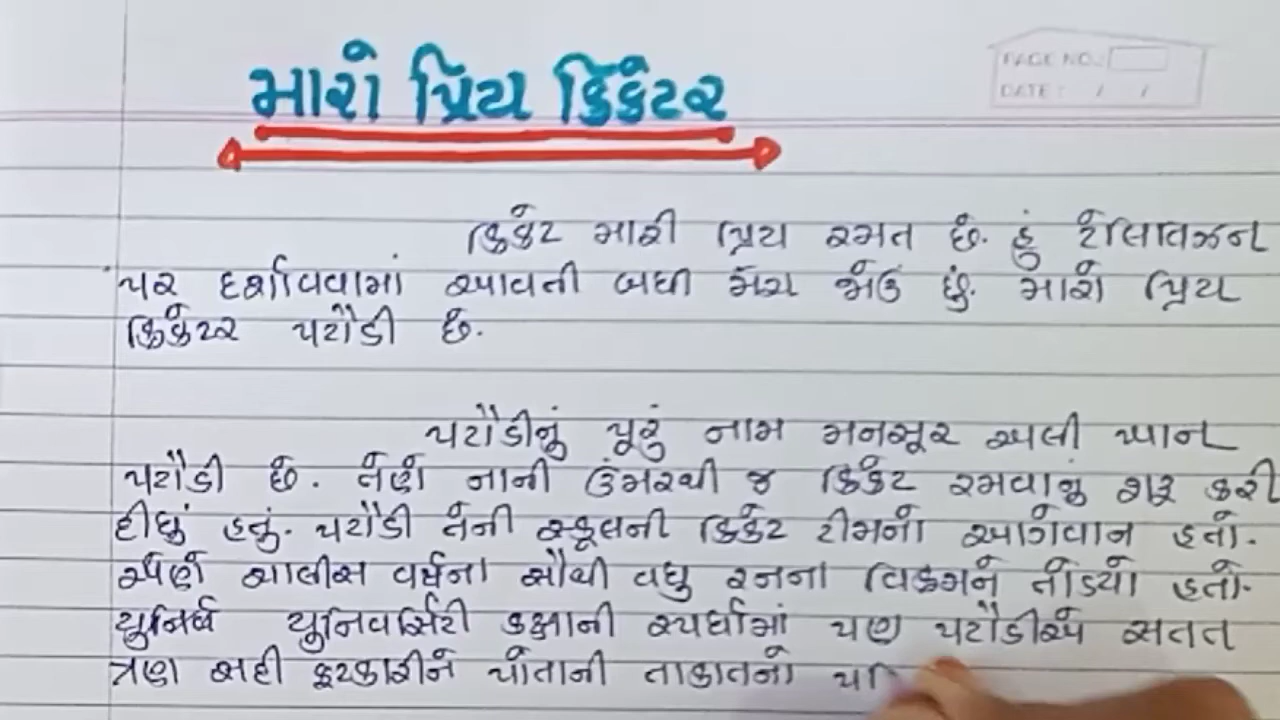 મારો પ્રિય ક્રિકેટર
PAGE NO.:
DATE: / /
ક્રિકેટ મારી પ્રિય રમત છે. હું ટેલિવિઝન
પર દર્શાવવામાં આવતી બધી મેચ જોઉં છું. મારો પ્રિય
ક્રિકેટર પટૌડી છે.
પટૌડીનું પૂરું નામ મનસૂર અલી ખાન
પટૌડી છે. તેણે નાની ઉંમરથી જ ક્રિકેટ રમવાનું શરૂ કરી
દીધું હતું. પટૌડી તેની સ્કૂલની ક્રિકેટ ટીમનો આગેવાન હતો.
એણે ચાલીસ વર્ષના સૌથી વધુ રનના વિક્રમને તોડ્યો હતો.
યુનિર્વ યુનિવર્સિટી કક્ષાની સ્પર્ધામાં પણ પટૌડીએ સતત
ત્રણ સદી ફટકારીને પોતાની તાકાતનો